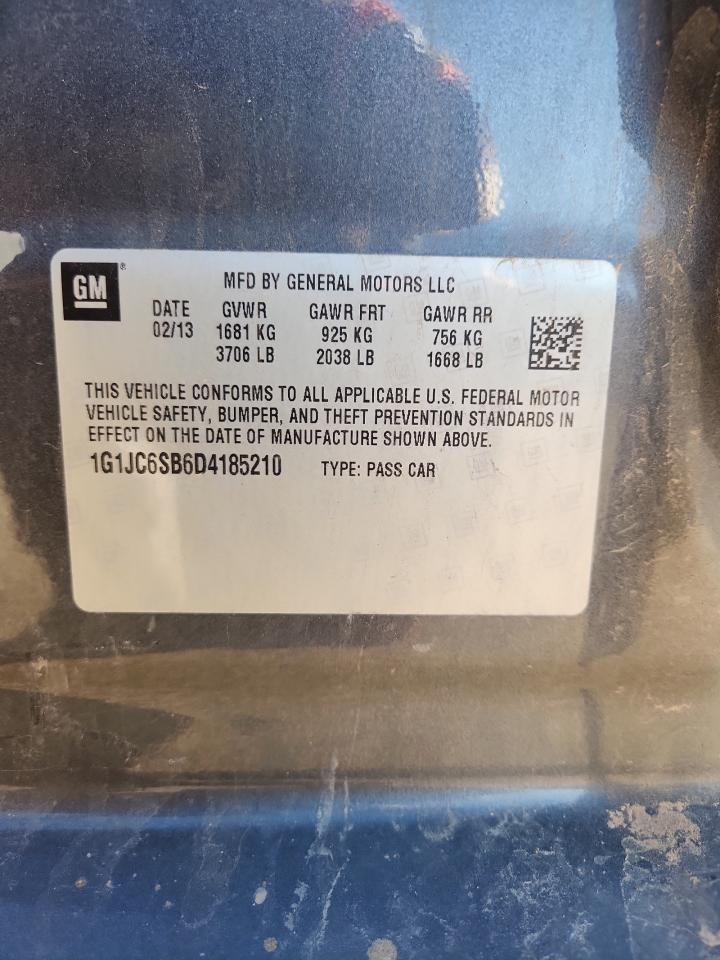 GM ®
MFD BY GENERAL MOTORS LLC
DATE GVWR GAWR FRT GAWR RR
02/13 1681 KG 925 KG 756 KG
3706 LB 2038 LB 1668 LB
THIS VEHICLE CONFORMS TO ALL APPLICABLE U.S. FEDERAL MOTOR
VEHICLE SAFETY, BUMPER, AND THEFT PREVENTION STANDARDS IN
EFFECT ON THE DATE OF MANUFACTURE SHOWN ABOVE.
1G1JC6SB6D4185210 TYPE: PASS CAR